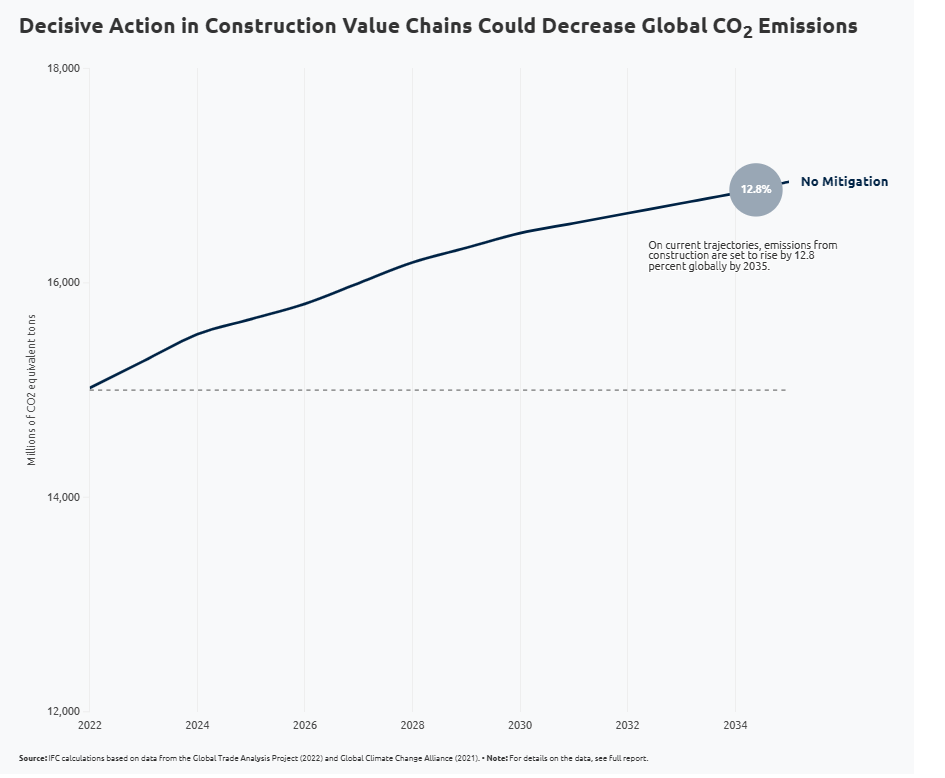 Decisive Action in Construction Value Chains Could Decrease Global CO2 Emissions
18,000
12.8%
No Mitigation
On current trajectories, emissions from
construction are set to rise by 12.8
percent globally by 2035.
16,000
Millions of CO2 equivalent tons
14,000
12,000
2022 2024 2026 2028 2030 2032 2034
Source: IFC calculations based on data from the Global Trade Analysis Project (2022) and Global Climate Change Alliance (2021). • Note: For details on the data, see full report.